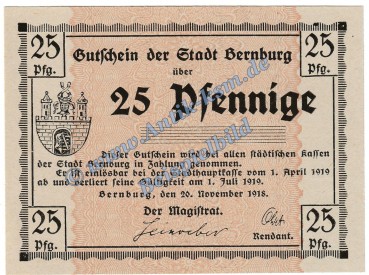 25 Pfg.
Gutschein der Stadt Bernburg
25 Pfg.
über
25 Pfennige
Dieser Gutschein wird bei allen städtischen Kassen
der Stadt Bernburg in Zahlung genommen.
Er ist einlösbar bei der Stadthauptkasse vom 1. April 1919
ab und verliert seine Gültigkeit am 1. Juli 1919.
Bernburg, den 20. November 1918.
25 Pfg.
Der Magistrat.
Rendant.
25 Pfg.